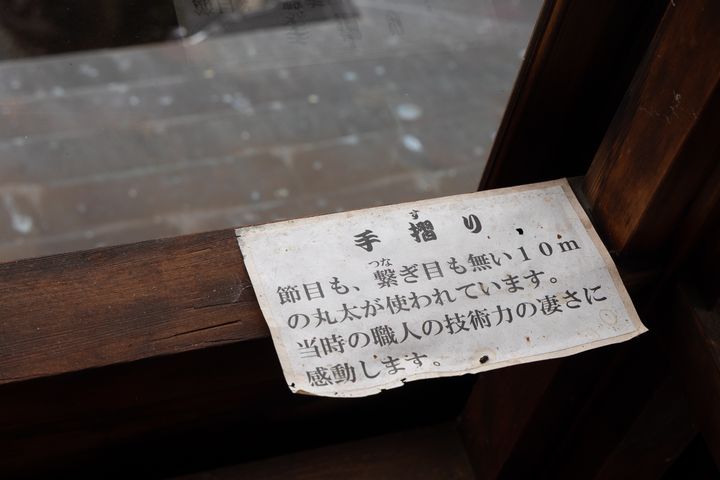 手摺り
節目も、繋ぎ目も無い１０ｍ
の丸太が使われています。
当時の職人の技術力の凄さに
感動します。